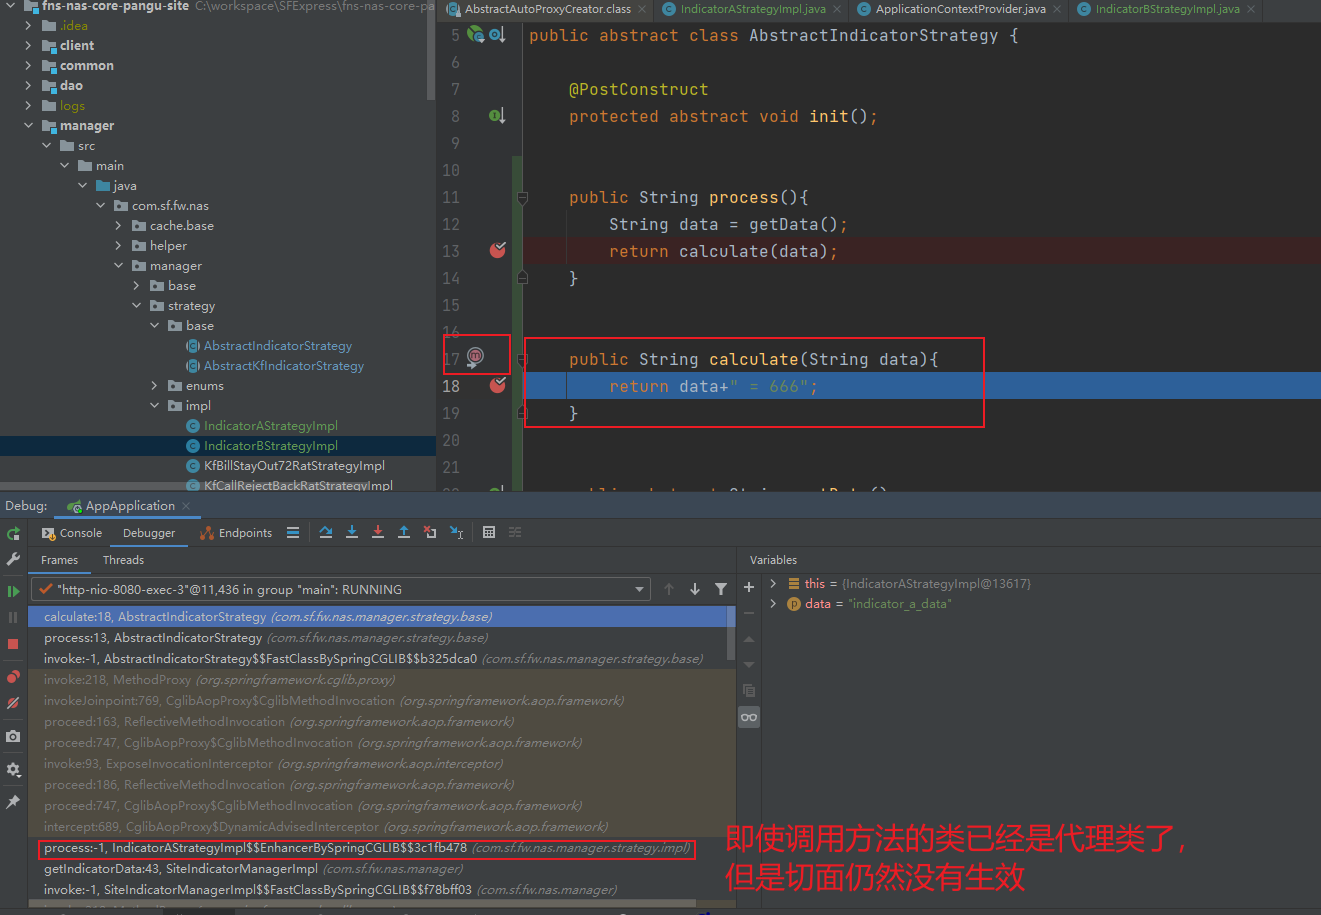 fns-nas-core-pangu-site C:\workspace\SFExpress\fns-nas-core-pa
.idea
client
common
dao
logs
manager
src
main
java
com.sf.fw.nas
cache.base
helper
manager
base
strategy
base
AbstractIndicatorStrategy
AbstractKfIndicatorStrategy
enums
impl
IndicatorAStrategyImpl
IndicatorBStrategyImpl
KfBillStayOut72RatStrategyImpl
KfCallRejectBackRatStrategyImpl
AbstractAutoProxyCreator.class IndicatorAStrategyImpl.java ApplicationContextProvider.java IndicatorBStrategyImpl.java
5 public abstract class AbstractIndicatorStrategy {
6
7 @PostConstruct
8 protected abstract void init();
9
10
11 public String process(){
12 String data = getData();
13 return calculate(data);
14 }
15
16
17 public String calculate(String data){
18 return data+" = 666";
19 }
20
21
Debug: AppApplication
Console Debugger Endpoints
Frames Threads
"http-nio-8080-exec-3"@11,436 in group "main": RUNNING
calculate:18, AbstractIndicatorStrategy (com.sf.fw.nas.manager.strategy.base)
process:13, AbstractIndicatorStrategy (com.sf.fw.nas.manager.strategy.base)
invoke:-1, AbstractIndicatorStrategy$$FastClassBySpringCGLIB$$b325dca0 (com.sf.fw.nas.manager.strategy.base)
invoke:218, MethodProxy (org.springframework.cglib.proxy)
invokeJoinpoint:769, CglibAopProxy$CglibMethodInvocation (org.springframework.aop.framework)
proceed:163, ReflectiveMethodInvocation (org.springframework.aop.framework)
proceed:747, CglibAopProxy$CglibMethodInvocation (org.springframework.aop.framework)
invoke:93, ExposeInvocationInterceptor (org.springframework.aop.interceptor)
proceed:186, ReflectiveMethodInvocation (org.springframework.aop.framework)
proceed:747, CglibAopProxy$CglibMethodInvocation (org.springframework.aop.framework)
intercept:689, CglibAopProxy$DynamicAdvisedInterceptor (org.springframework.aop.framework)
process:-1, IndicatorAStrategyImpl$$EnhancerBySpringCGLIB$$3c1fb478 (com.sf.fw.nas.manager.strategy.impl)
getIndicatorData:43, SiteIndicatorManagerImpl (com.sf.fw.nas.manager)
invoke:-1, SiteIndicatorManagerImpl$$FastClassBySpringCGLIB$$f78bff03 (com.sf.fw.nas.manager)
Variables
this = {IndicatorAStrategyImpl@13617}
data = "indicator_a_data"
即使调用方法的类已经是代理类了，
但是切面仍然没有生效